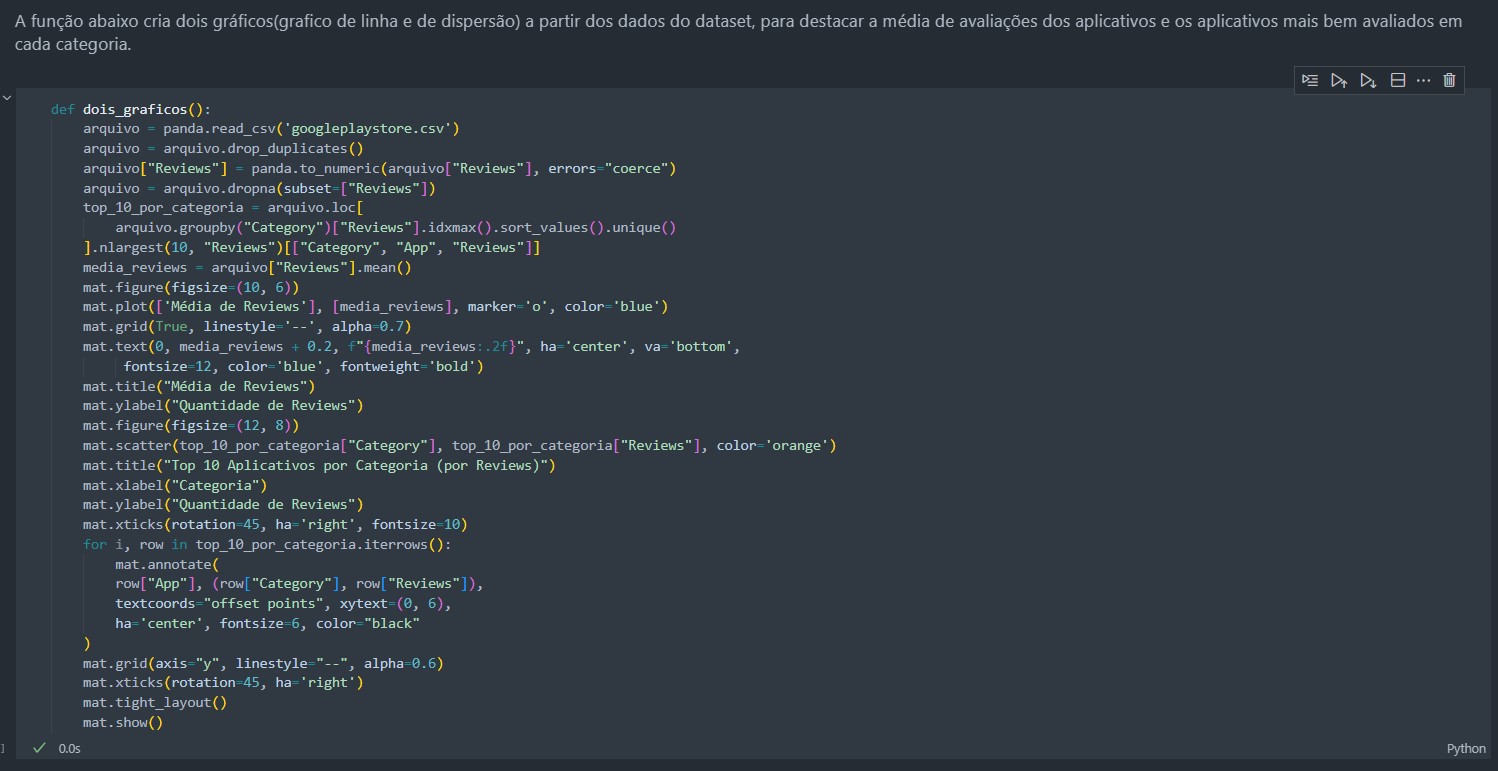 A função abaixo cria dois gráficos(grafico de linha e de dispersão) a partir dos dados do dataset, para destacar a média de avaliações dos aplicativos e os aplicativos mais bem avaliados em
cada categoria.
def dois_graficos():
    arquivo = panda.read_csv('googleplaystore.csv')
    arquivo = arquivo.drop_duplicates()
    arquivo["Reviews"] = panda.to_numeric(arquivo["Reviews"], errors="coerce")
    arquivo = arquivo.dropna(subset=["Reviews"])
    top_10_por_categoria = arquivo.loc[
        arquivo.groupby("Category")["Reviews"].idxmax().sort_values().unique()
    ].nlargest(10, "Reviews")[["Category", "App", "Reviews"]]
    media_reviews = arquivo["Reviews"].mean()
    mat.figure(figsize=(10, 6))
    mat.plot(['Média de Reviews'], [media_reviews], marker='o', color='blue')
    mat.grid(True, linestyle='--', alpha=0.7)
    mat.text(0, media_reviews + 0.2, f"{media_reviews:.2f}", ha='center', va='bottom',
         fontsize=12, color='blue', fontweight='bold')
    mat.title("Média de Reviews")
    mat.ylabel("Quantidade de Reviews")
    mat.figure(figsize=(12, 8))
    mat.scatter(top_10_por_categoria["Category"], top_10_por_categoria["Reviews"], color='orange')
    mat.title("Top 10 Aplicativos por Categoria (por Reviews)")
    mat.xlabel("Categoria")
    mat.ylabel("Quantidade de Reviews")
    mat.xticks(rotation=45, ha='right', fontsize=10)
    for i, row in top_10_por_categoria.iterrows():
        mat.annotate(
        row["App"], (row["Category"], row["Reviews"]),
        textcoords="offset points", xytext=(0, 6),
        ha='center', fontsize=6, color="black"
    )
    mat.grid(axis="y", linestyle="--", alpha=0.6)
    mat.xticks(rotation=45, ha='right')
    mat.tight_layout()
    mat.show()
] 0.0s Python